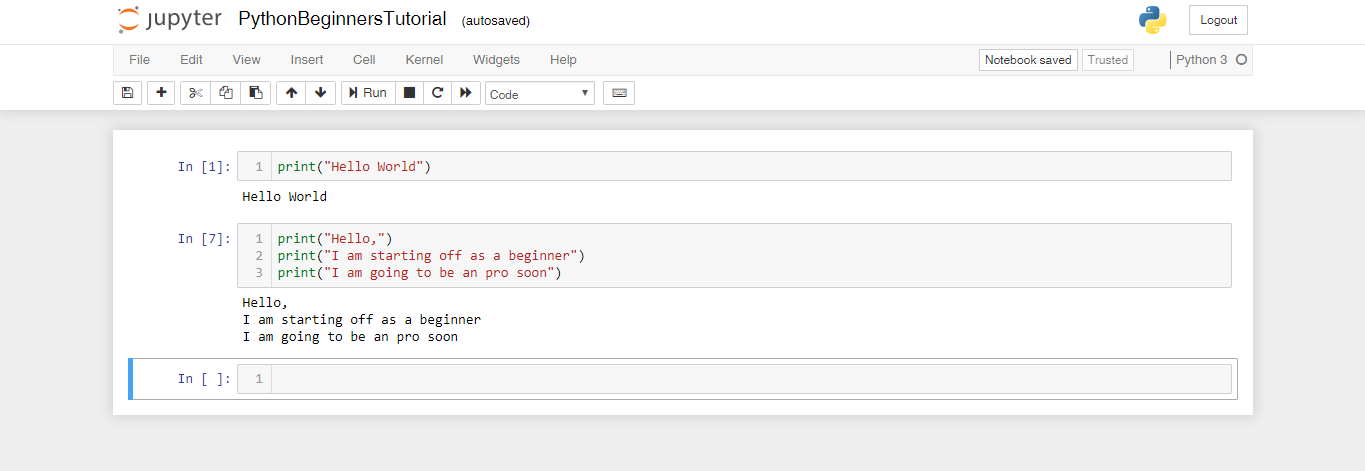 jupyter PythonBeginnersTutorial (autosaved) Logout
File Edit View Insert Cell Kernel Widgets Help Notebook saved Trusted Python 3
Run Code
In [1]: 1 print("Hello World")
Hello World
In [7]: 1 print("Hello,")
2 print("I am starting off as a beginner")
3 print("I am going to be an pro soon")
Hello,
I am starting off as a beginner
I am going to be an pro soon
In [ ]: 1